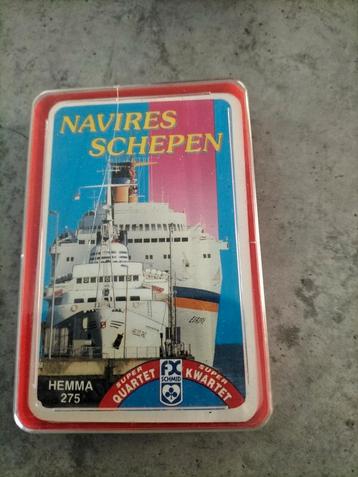 NAVIRES
SCHEPEN
HEMMA
275
SUPER
QUARTET
FX
SCHMID
SUPER
KWARTET